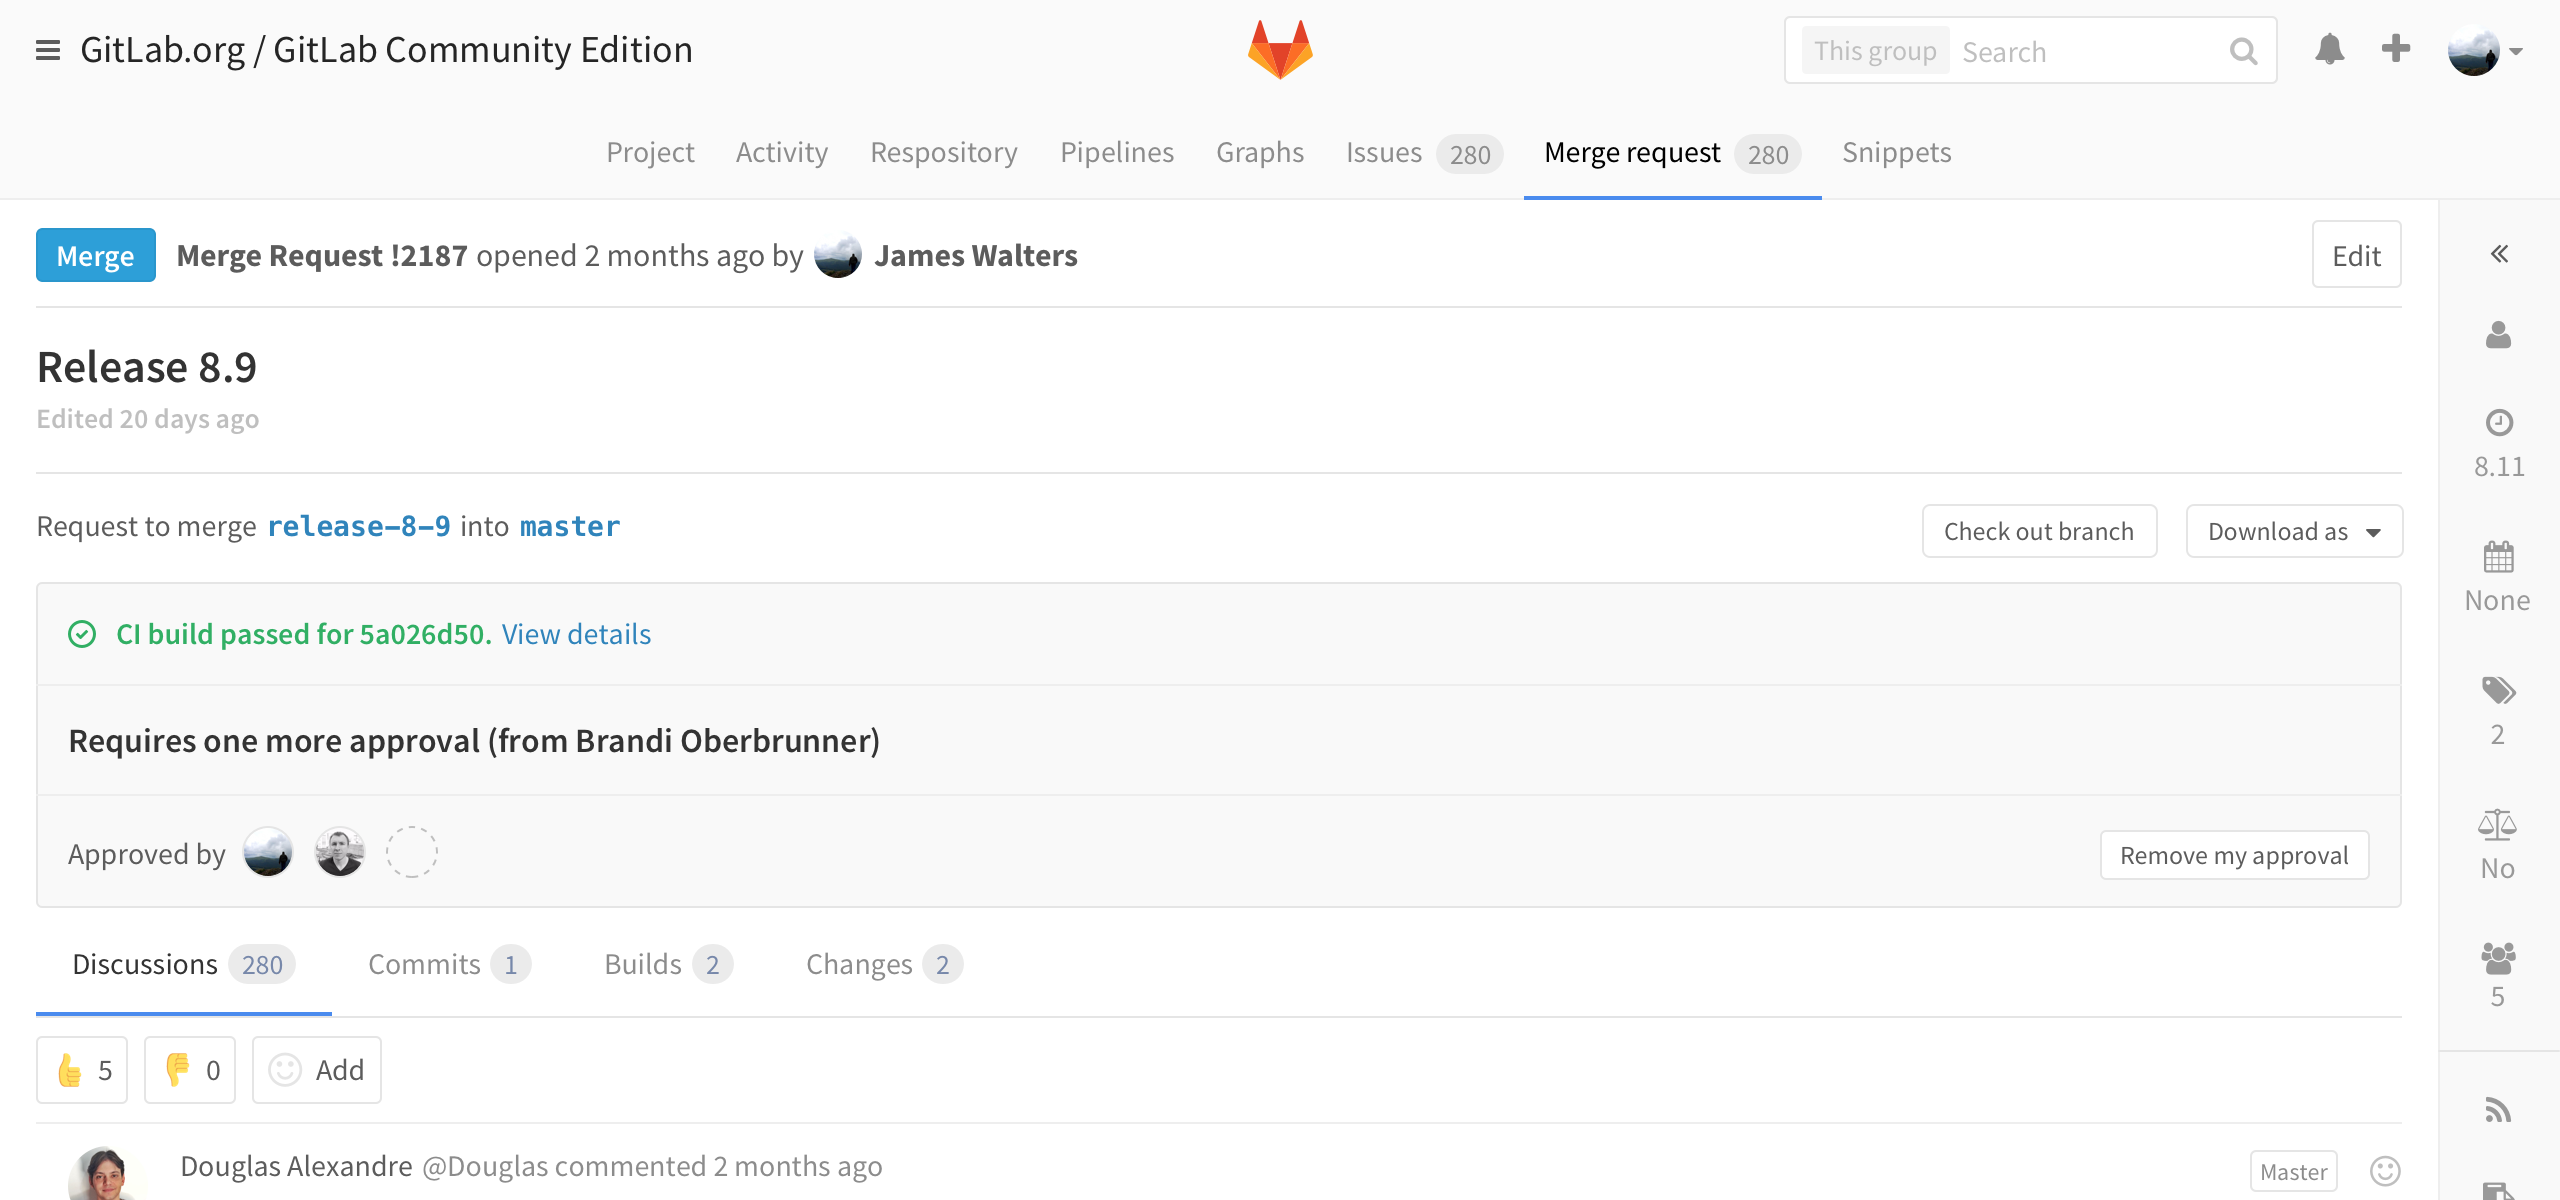 GitLab.org / GitLab Community Edition
This group Search
Project Activity Respository Pipelines Graphs Issues 280 Merge request 280 Snippets
Merge Merge Request !2187 opened 2 months ago by James Walters Edit
Release 8.9
Edited 20 days ago
8.11
Request to merge release-8-9 into master Check out branch Download as
None
CI build passed for 5a026d50. View details
Requires one more approval (from Brandi Oberbrunner)
2
Approved by Remove my approval
No
Discussions 280 Commits 1 Builds 2 Changes 2
5
5 0 Add
Douglas Alexandre @Douglas commented 2 months ago Master